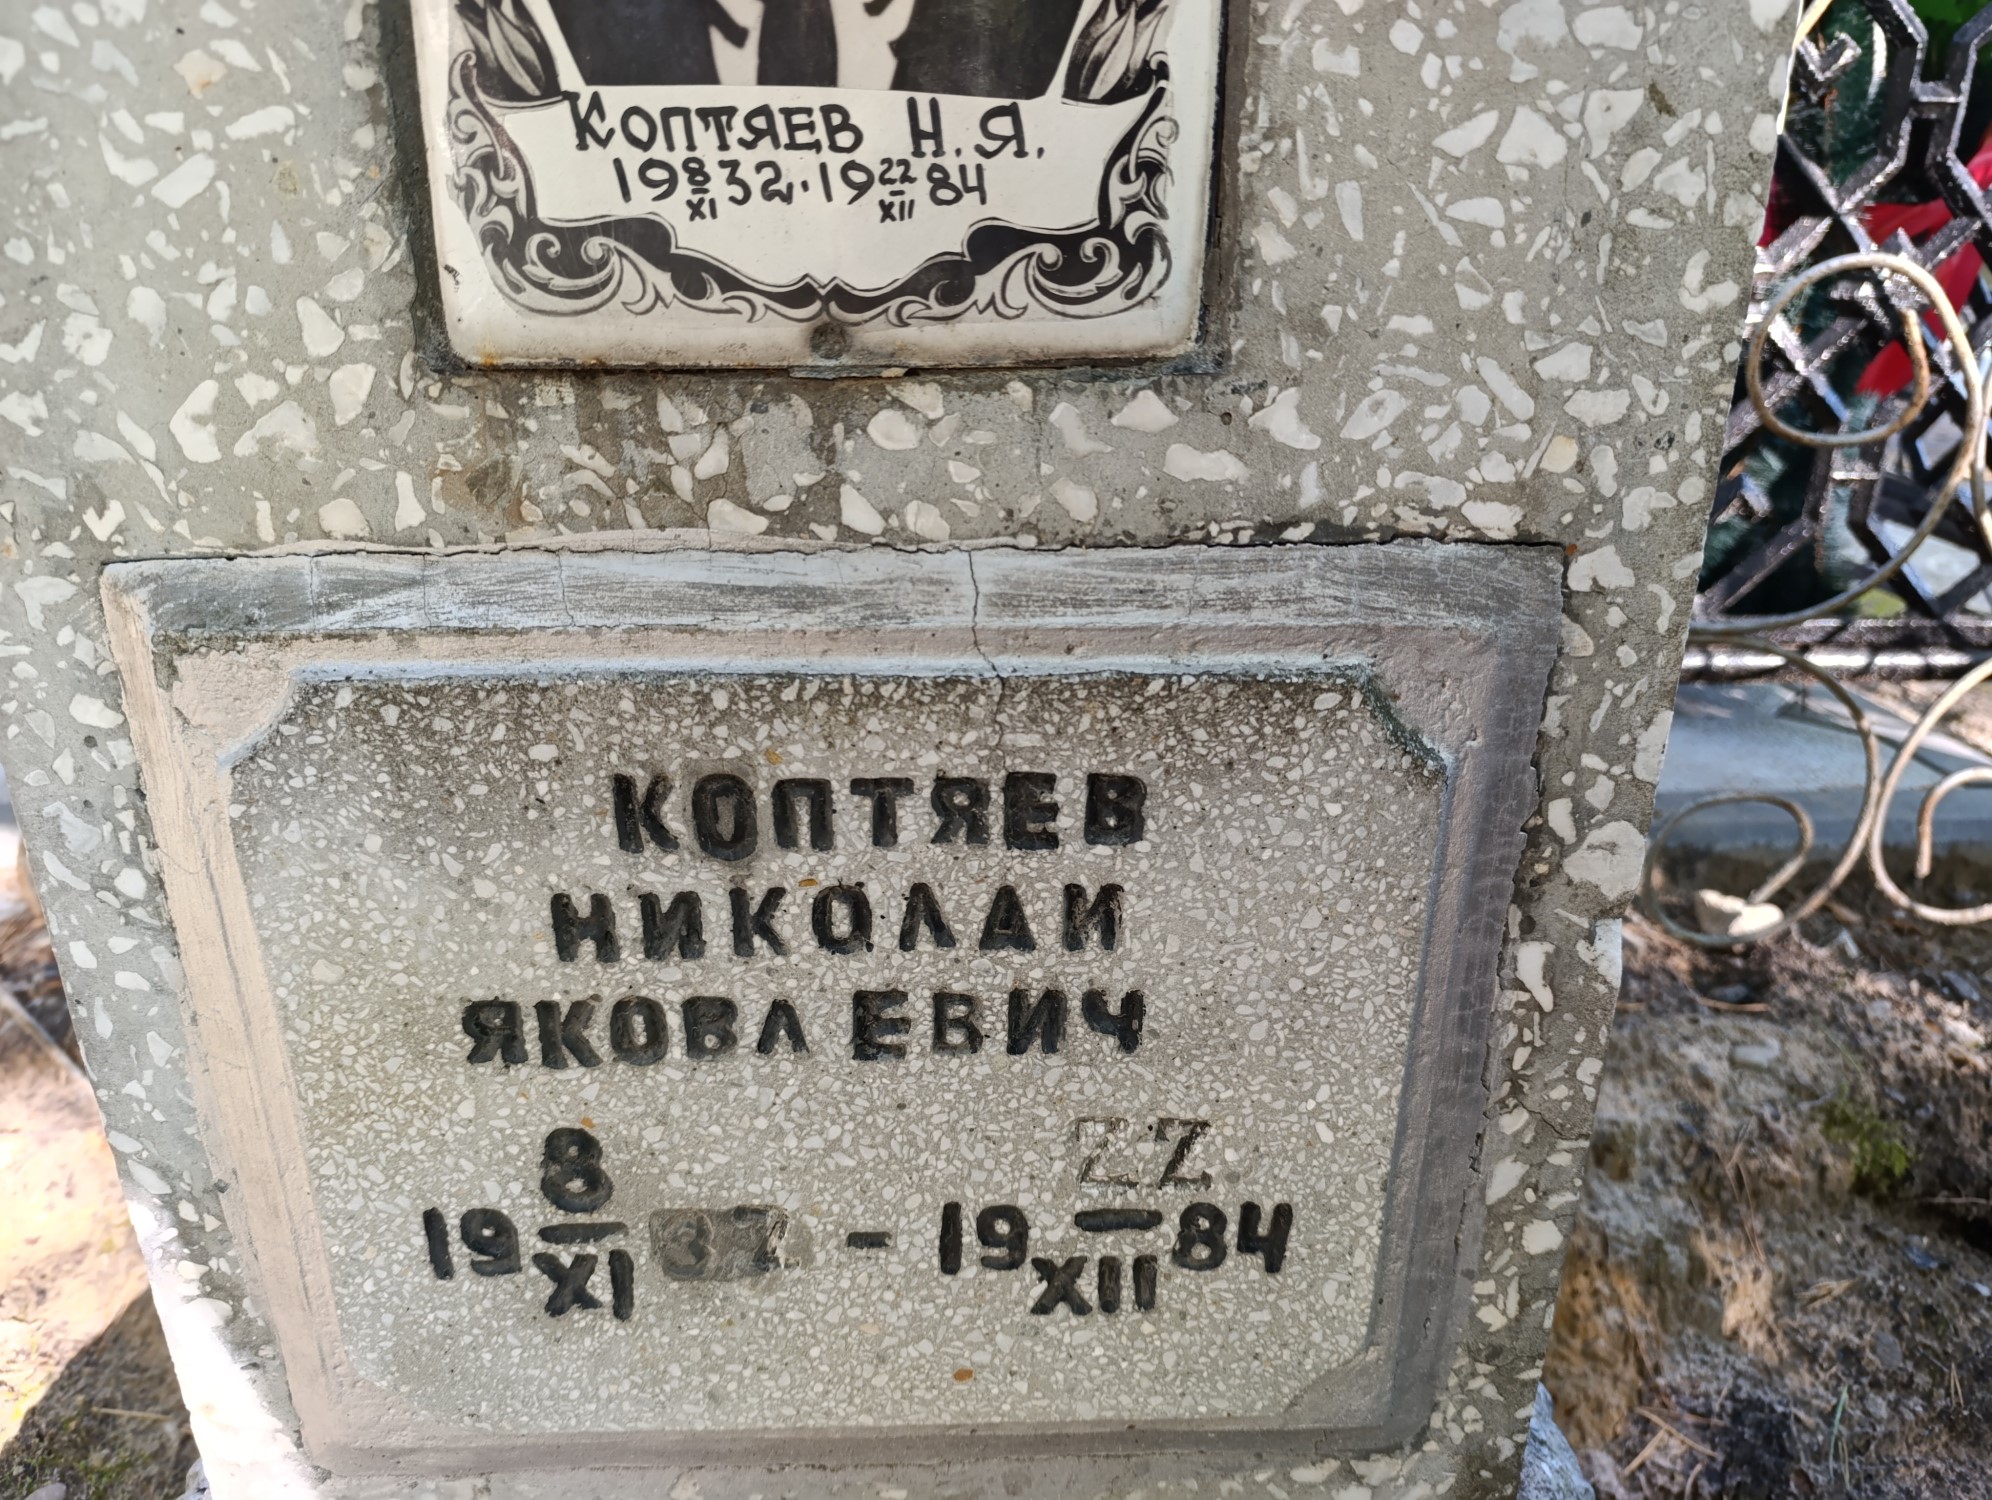 КОПТЯЕВ Н.Я.
19 8/XI 32.·19 22/XII 84
КОПТЯЕВ
НИКОЛАИ
ЯКОВЛЕВИЧ
8 22
19 32 - 19 84
XI XII